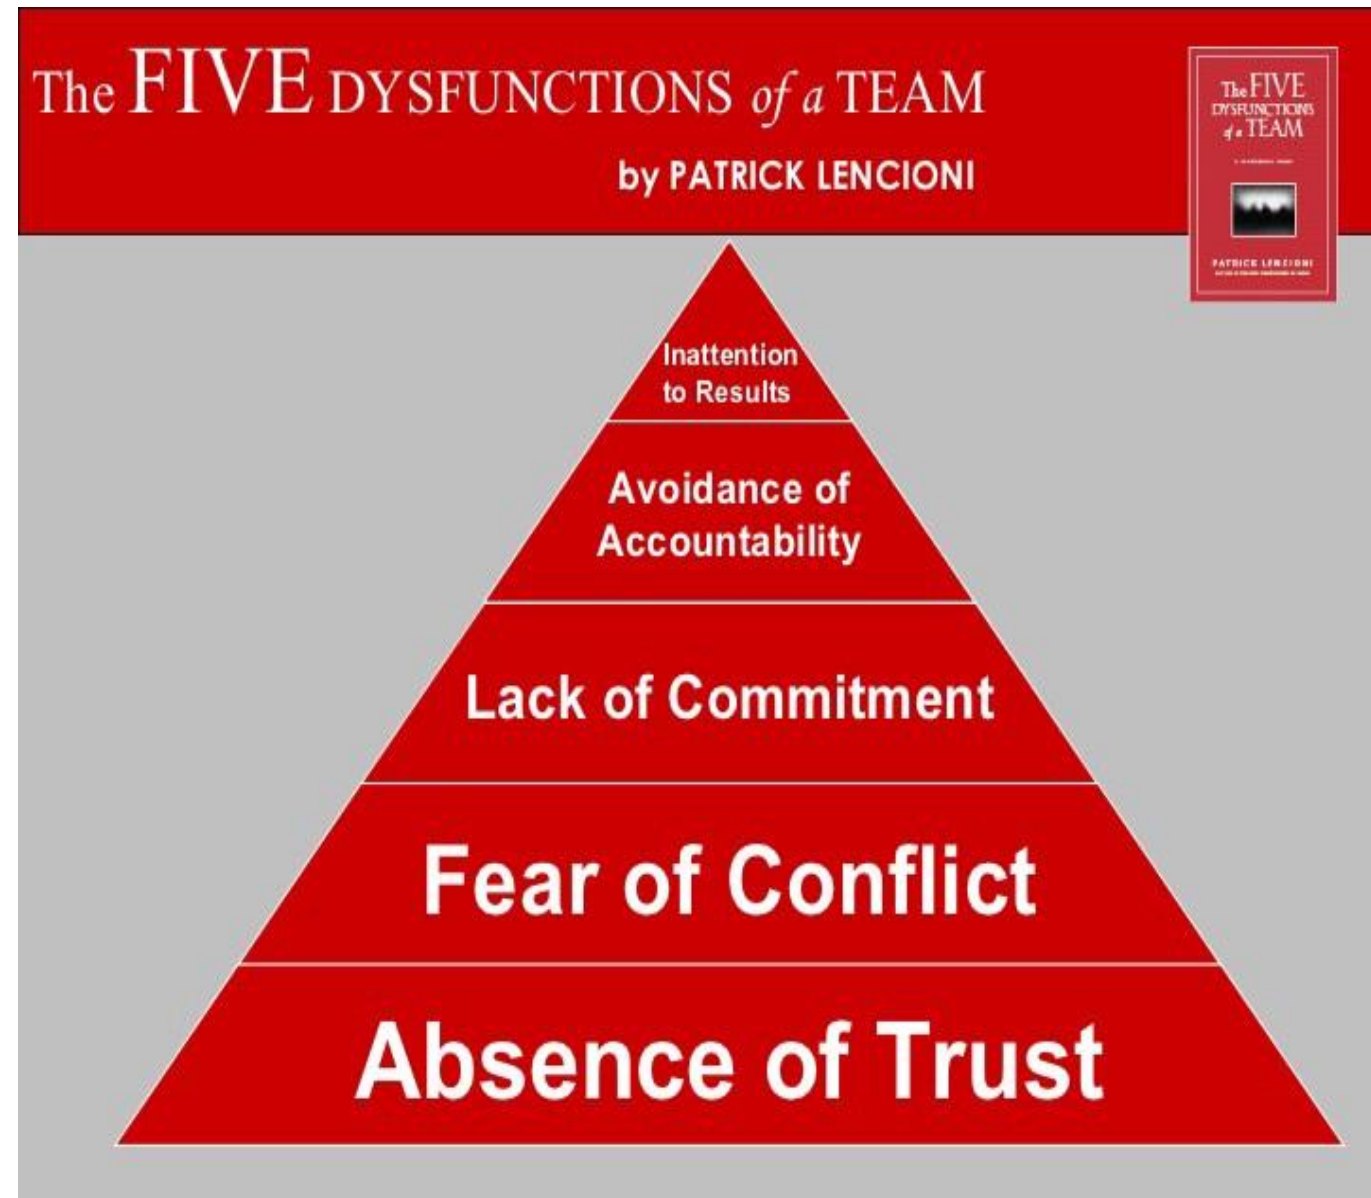 The FIVE DYSFUNCTIONS of a TEAM
by PATRICK LENCIONI
The FIVE
DYSFUNCTIONS
of a TEAM
PATRICK LENCIONI
Inattention
to Results
Avoidance of
Accountability
Lack of Commitment
Fear of Conflict
Absence of Trust